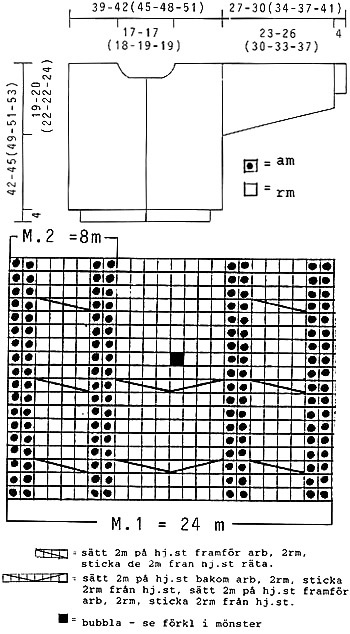 39-42(45-48-51) 27-30(34-37-41)
17-17
(18-19-19)
23-26
(30-33-37)
4
19-20
(22-22-24)
42-45(49-51-53)
4
= am
= rm
M.2 =8m
M.1 = 24 m
= sätt 2m på hj.st framför arb, 2rm,
sticka de 2m fran hj.st räta.
= sätt 2m på hj.st bakom arb, 2rm, sticka
2rm från hj.st, sätt 2m på hj.st framför
arb, 2rm, sticka 2rm från hj.st.
= bubbla - se förkl i mönster